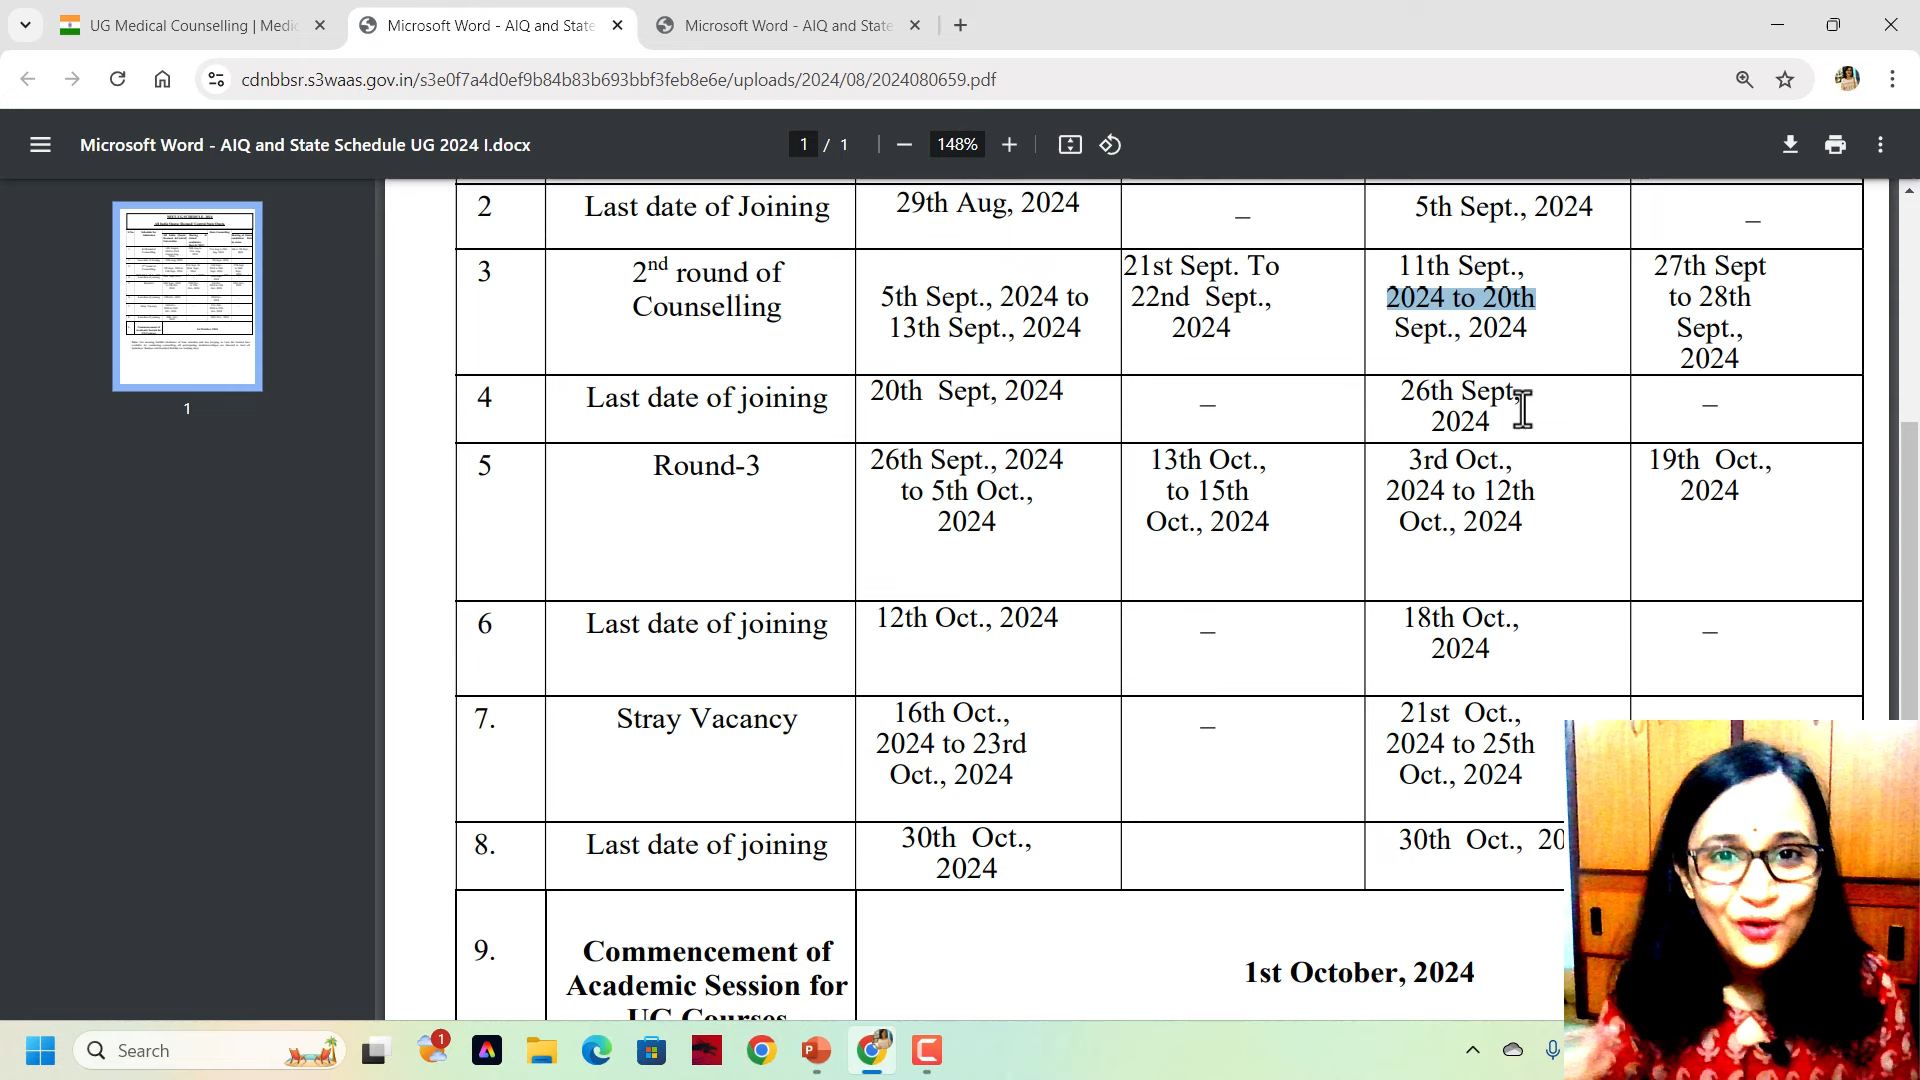 UG Medical Counselling | Medic
Microsoft Word - AIQ and State
Microsoft Word - AIQ and State
cdnbbsr.s3waas.gov.in/s3e0f7a4d0ef9b84b83b693bbf3feb8e6e/uploads/2024/08/2024080659.pdf
Microsoft Word - AIQ and State Schedule UG 2024 I.docx
1 / 1
148%
1
2 Last date of Joining 29th Aug, 2024 – 5th Sept., 2024 –
3 2nd round of
Counselling
5th Sept., 2024 to
13th Sept., 2024
21st Sept. To
22nd Sept.,
2024
11th Sept.,
2024 to 20th
Sept., 2024
27th Sept
to 28th
Sept.,
2024
4 Last date of joining 20th Sept, 2024 – 26th Sept,
2024
–
5 Round-3
26th Sept., 2024
to 5th Oct.,
2024
13th Oct.,
to 15th
Oct., 2024
3rd Oct.,
2024 to 12th
Oct., 2024
19th Oct.,
2024
6 Last date of joining 12th Oct., 2024 – 18th Oct.,
2024
–
7. Stray Vacancy
16th Oct.,
2024 to 23rd
Oct., 2024
–
21st Oct.,
2024 to 25th
Oct., 2024
8. Last date of joining
30th Oct.,
2024
30th Oct., 20
9. Commencement of
Academic Session for
UG Courses
1st October, 2024
Search
1